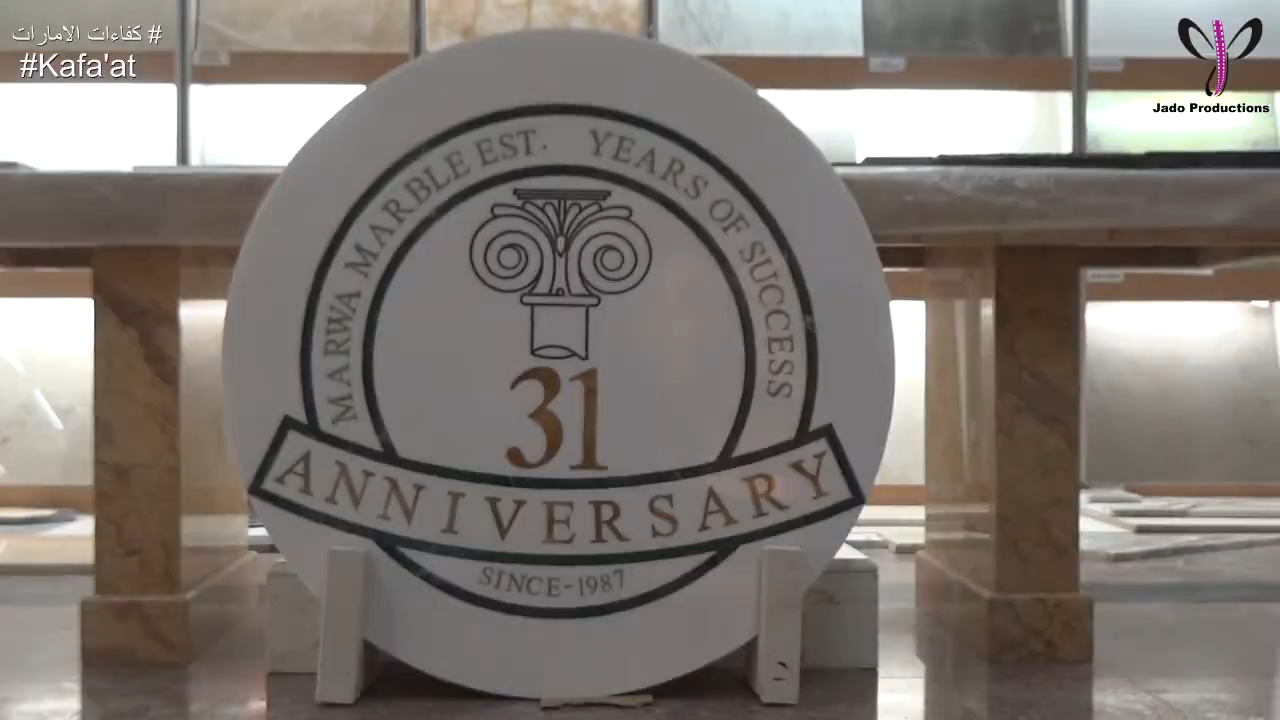 # كفاءات الامارات
#Kafa'at
Jado Productions
MARWA MARBLE EST. YEARS OF SUCCESS
31
ANNIVERSARY
SINCE-1987